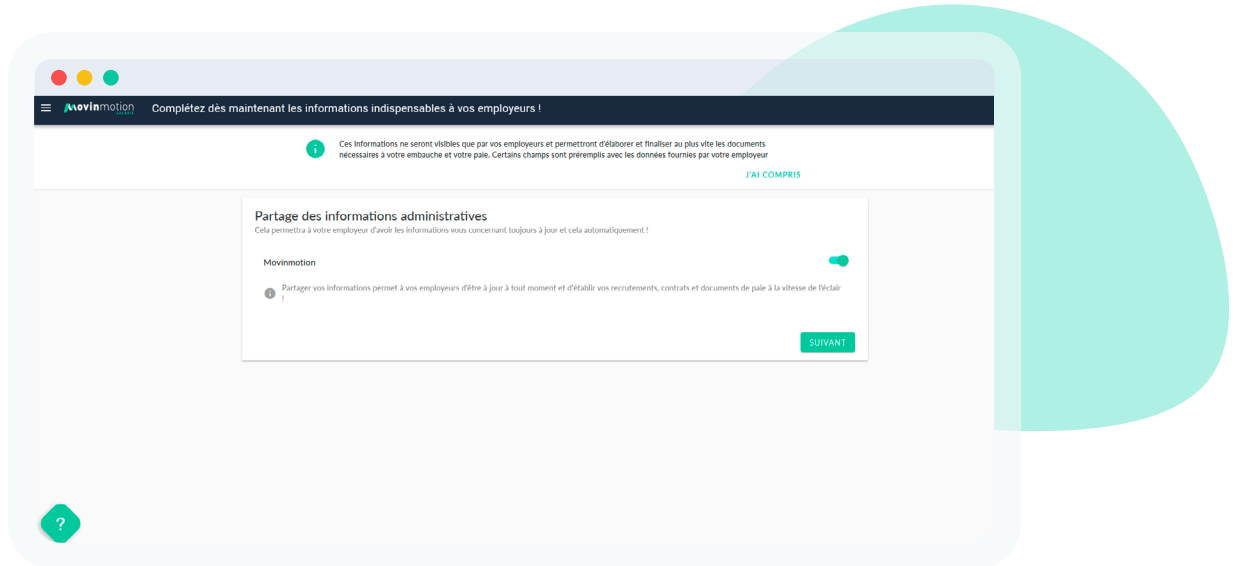 Movinmotion
SALARIÉ
Complétez dès maintenant les informations indispensables à vos employeurs !
Ces informations ne seront visibles que par vos employeurs et permettront d'élaborer et finaliser au plus vite les documents
nécessaires à votre embauche et votre paie. Certains champs sont préremplis avec les données fournies par votre employeur
J'AI COMPRIS
Partage des informations administratives
Cela permettra à votre employeur d'avoir les informations vous concernant toujours à jour et cela automatiquement !
Movinmotion
Partager vos informations permet à vos employeurs d'être à jour à tout moment et d'établir vos recrutements, contrats et documents de paie à la vitesse de l'éclair
!
SUIVANT
?